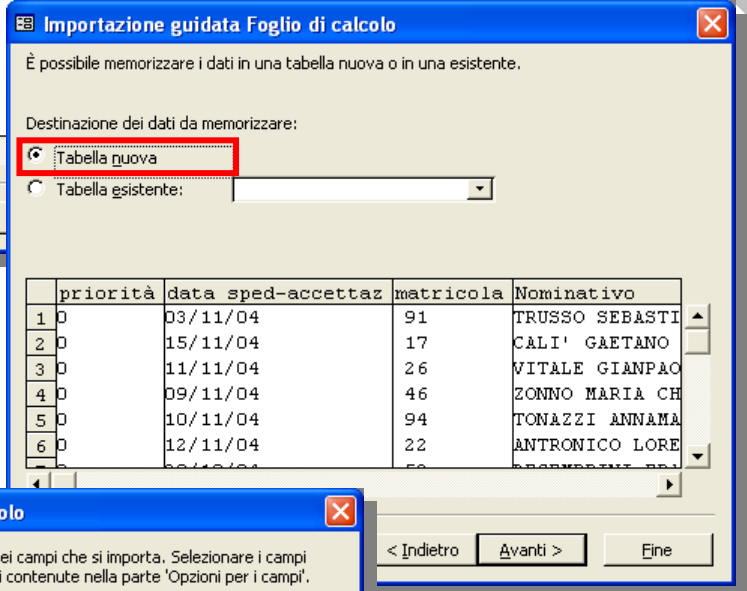 Importazione guidata Foglio di calcolo
È possibile memorizzare i dati in una tabella nuova o in una esistente.
Destinazione dei dati da memorizzare:
Tabella nuova
Tabella esistente:
priorità data sped-accettaz matricola Nominativo
1 0 03/11/04 91 TRUSSO SEBASTI
2 0 15/11/04 17 CALI' GAETANO
3 0 11/11/04 26 VITALE GIANPAO
4 0 09/11/04 46 ZONNO MARIA CH
5 0 10/11/04 94 TONAZZI ANNAMA
6 0 12/11/04 22 ANTRONICO LORE
< Indietro Avanti > Fine
olo
ei campi che si importa. Selezionare i campi
i contenute nella parte 'Opzioni per i campi'.